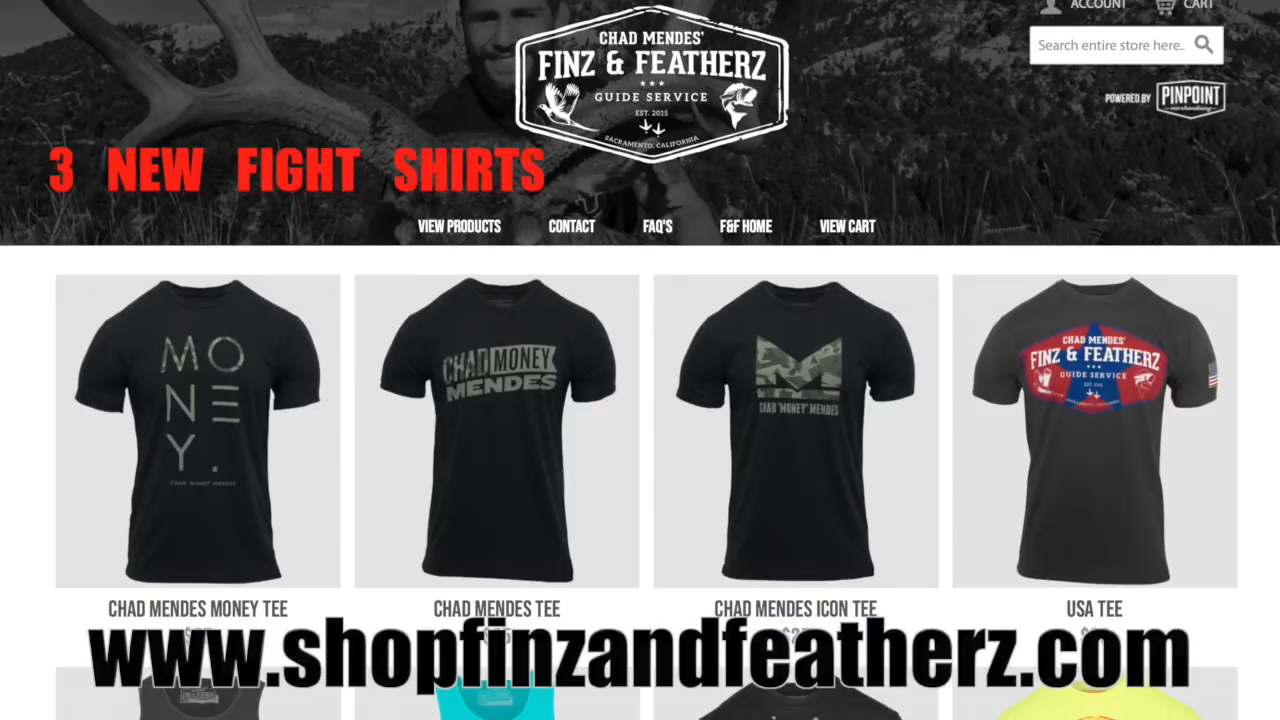 ACCOUNT CART
Search entire store here..
CHAD MENDES'
FINZ & FEATHERZ
GUIDE SERVICE
EST. 2015
SACRAMENTO, CALIFORNIA
POWERED BY PINPOINT
merchandising
3 NEW FIGHT SHIRTS
VIEW PRODUCTS CONTACT FAQ'S F&F HOME VIEW CART
MO
NE
Y.
CHAD 'MONEY' MENDES
CHAD MONEY
MENDES
CHAD 'MONEY' MENDES
CHAD MENDES'
FINZ & FEATHERZ
GUIDE SERVICE
CHAD MENDES MONEY TEE CHAD MENDES TEE CHAD MENDES ICON TEE USA TEE
www.shopfinzandfeatherz.com
FINZ & FEATHERZ